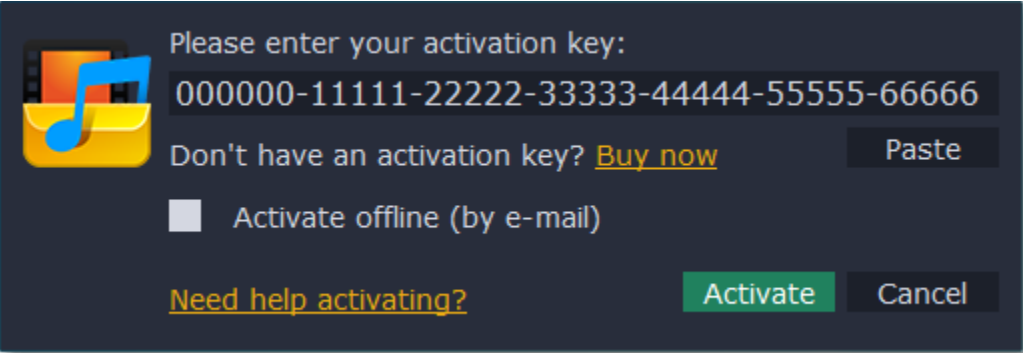 Please enter your activation key:
000000-11111-22222-33333-44444-55555-66666
Don't have an activation key? Buy now
Paste
Activate offline (by e-mail)
Need help activating?
Activate
Cancel